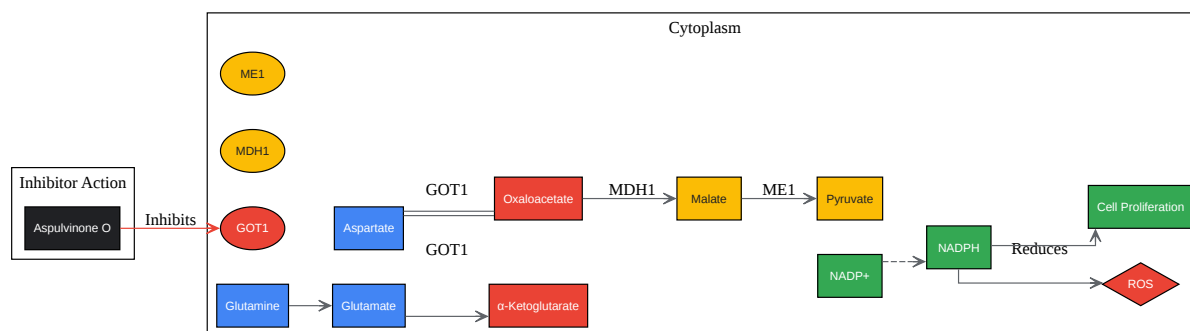 Cytoplasm
ME1
MDH1
Inhibitor Action
Aspulvinone O
Inhibits
GOT1
GOT1
Aspartate
GOT1
Oxaloacetate
MDH1
Malate
ME1
Pyruvate
Cell Proliferation
NADPH
Reduces
NADP+
ROS
Glutamine
Glutamate
α-Ketoglutarate